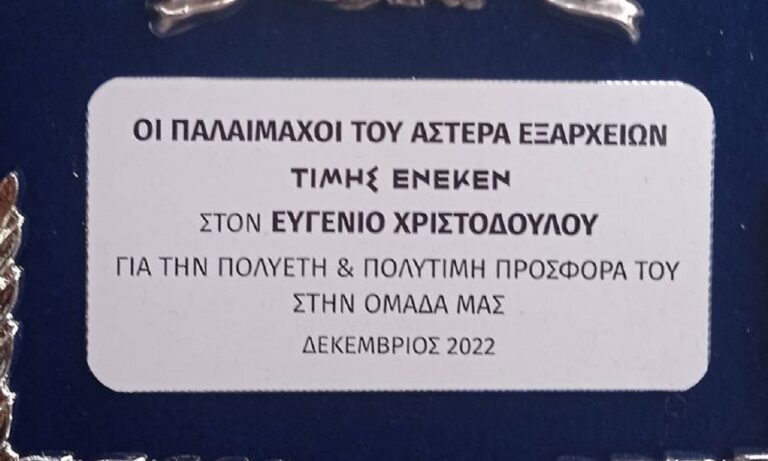 ΟΙ ΠΑΛΑΙΜΑΧΟΙ ΤΟΥ ΑΣΤΕΡΑ ΕΞΑΡΧΕΙΩΝ
ΤΙΜΗΣ ΕΝΕΚΕΝ
ΣΤΟΝ ΕΥΓΕΝΙΟ ΧΡΙΣΤΟΔΟΥΛΟΥ
ΓΙΑ ΤΗΝ ΠΟΛΥΕΤΗ & ΠΟΛΥΤΙΜΗ ΠΡΟΣΦΟΡΑ ΤΟΥ
ΣΤΗΝ ΟΜΑΔΑ ΜΑΣ
ΔΕΚΕΜΒΡΙΟΣ 2022